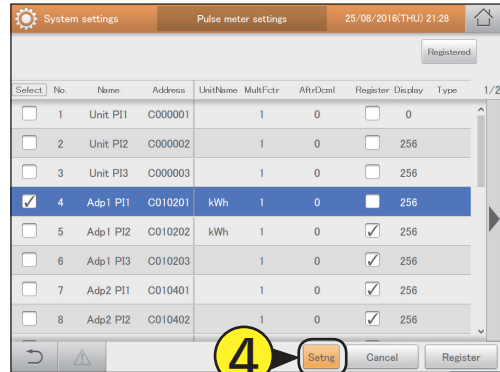 System settings Pulse meter settings 25/08/2016(THU) 21:28
Registered
Select No. Name Address UnitName MultFctr AftrDcml Register Display Type 1/2
1 Unit PI1 C000001 1 0 0
2 Unit PI2 C000002 1 0 256
3 Unit PI3 C000003 1 0 256
4 Adp1 PI1 C010201 kWh 1 0 256
5 Adp1 PI2 C010202 kWh 1 0 256
6 Adp1 PI3 C010203 1 0 256
7 Adp2 PI1 C010401 1 0 256
8 Adp2 PI2 C010402 1 0 256
4 Setng Cancel Register